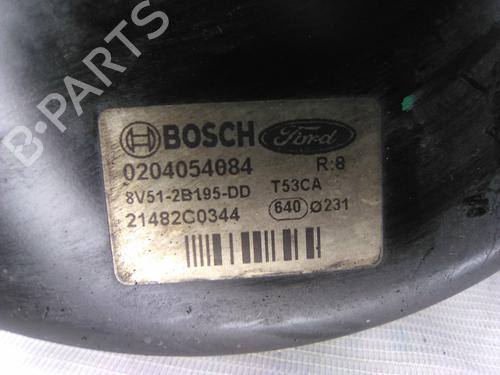 B-PARTS
BOSCH Ford
0204054084 R:8
8V51-2B195-DD T53CA
21482C0344 640 Ø231